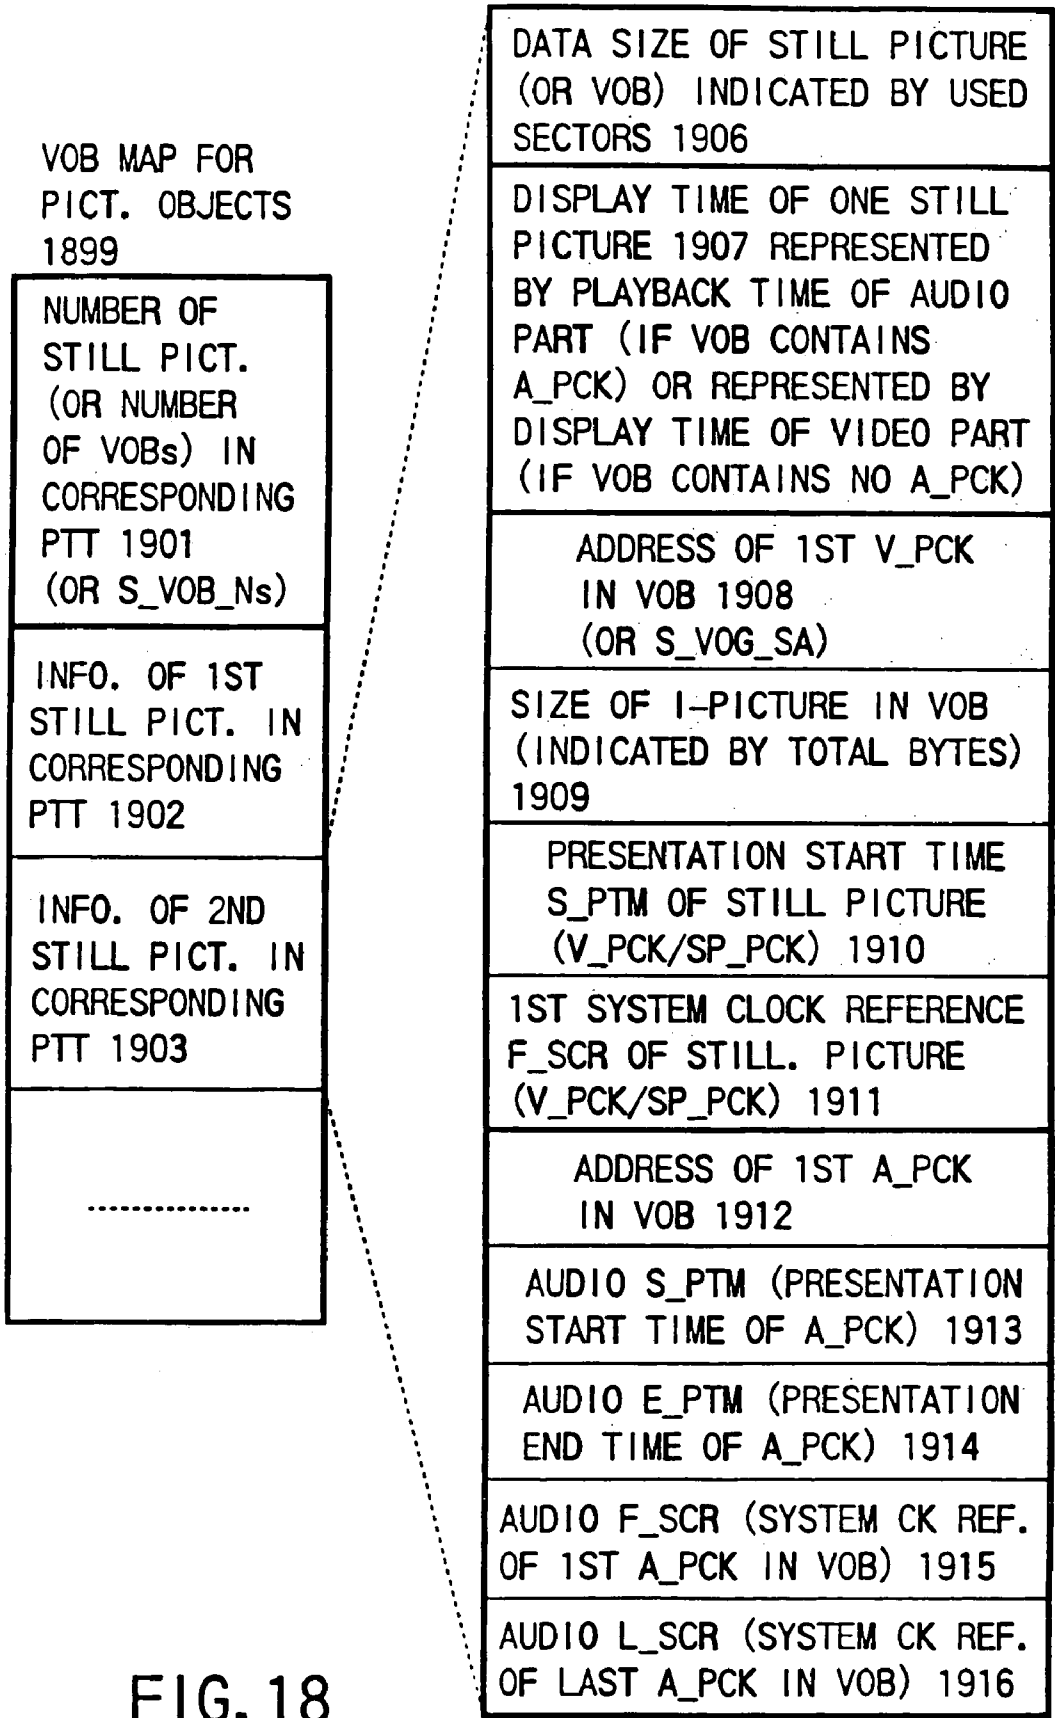 VOB MAP FOR
PICT. OBJECTS
1899
NUMBER OF
STILL PICT.
(OR NUMBER
OF VOBs) IN
CORRESPONDING
PTT 1901
(OR S_VOB_Ns)
INFO. OF 1ST
STILL PICT. IN
CORRESPONDING
PTT 1902
INFO. OF 2ND
STILL PICT. IN
CORRESPONDING
PTT 1903
DATA SIZE OF STILL PICTURE
(OR VOB) INDICATED BY USED
SECTORS 1906
DISPLAY TIME OF ONE STILL
PICTURE 1907 REPRESENTED
BY PLAYBACK TIME OF AUDIO
PART (IF VOB CONTAINS
A_PCK) OR REPRESENTED BY
DISPLAY TIME OF VIDEO PART
(IF VOB CONTAINS NO A_PCK)
ADDRESS OF 1ST V_PCK
IN VOB 1908
(OR S_VOG_SA)
SIZE OF I-PICTURE IN VOB
(INDICATED BY TOTAL BYTES)
1909
PRESENTATION START TIME
S_PTM OF STILL PICTURE
(V_PCK/SP_PCK) 1910
1ST SYSTEM CLOCK REFERENCE
F_SCR OF STILL. PICTURE
(V_PCK/SP_PCK) 1911
ADDRESS OF 1ST A_PCK
IN VOB 1912
AUDIO S_PTM (PRESENTATION
START TIME OF A_PCK) 1913
AUDIO E_PTM (PRESENTATION
END TIME OF A_PCK) 1914
AUDIO F_SCR (SYSTEM CK REF.
OF 1ST A_PCK IN VOB) 1915
AUDIO L_SCR (SYSTEM CK REF.
OF LAST A_PCK IN VOB) 1916
FIG. 18